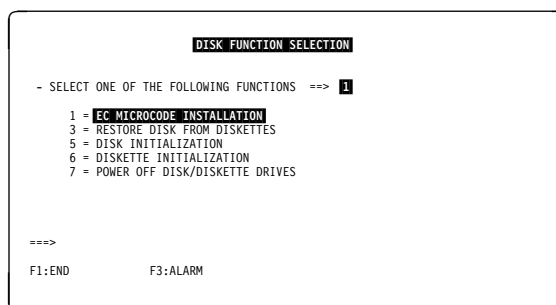 DISK FUNCTION SELECTION
- SELECT ONE OF THE FOLLOWING FUNCTIONS ==> 1
1 = EC MICROCODE INSTALLATION
3 = RESTORE DISK FROM DISKETTES
5 = DISK INITIALIZATION
6 = DISKETTE INITIALIZATION
7 = POWER OFF DISK/DISKETTE DRIVES
===>
F1:END F3:ALARM